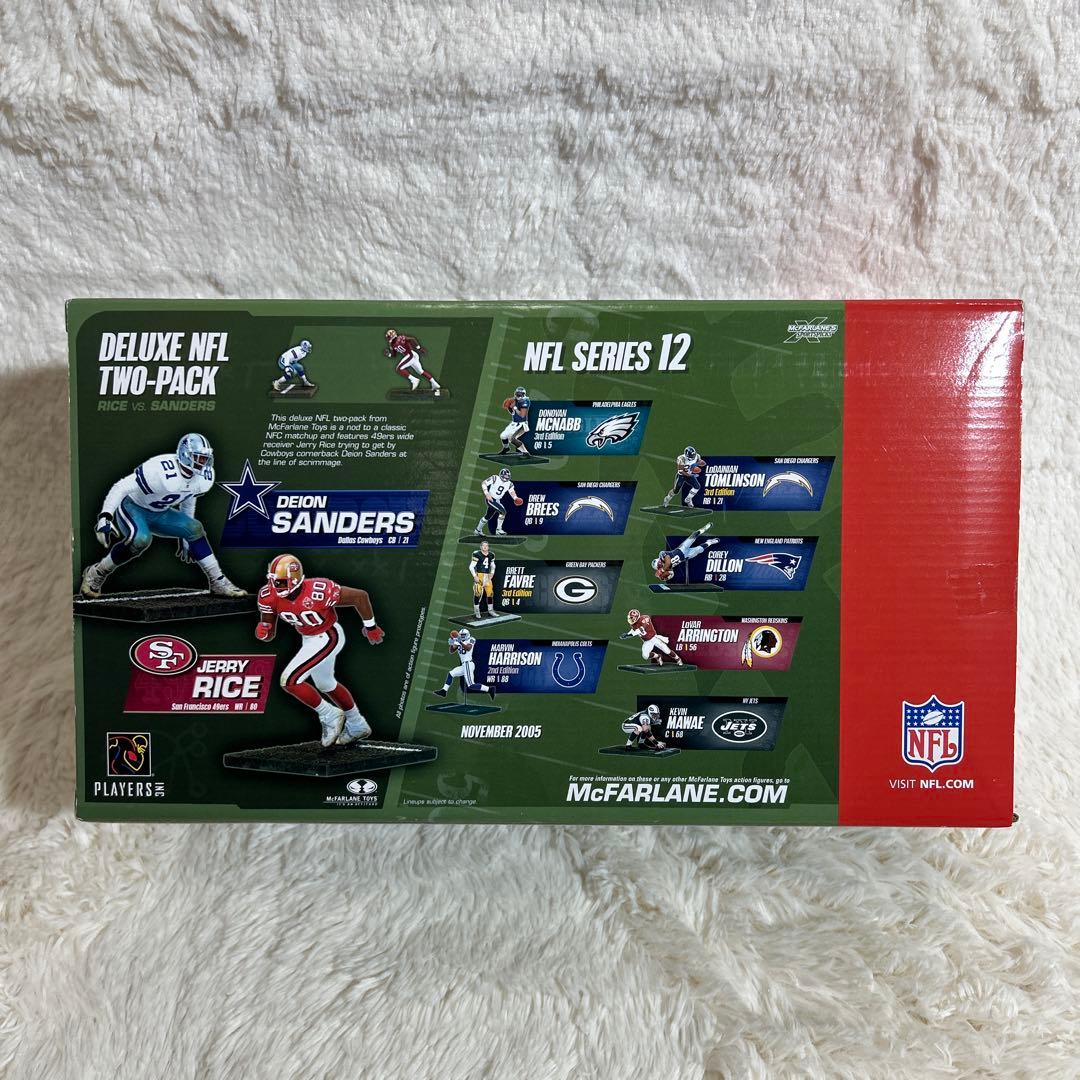 DELUXE NFL
TWO-PACK
RICE VS. SANDERS
This deluxe NFL two-pack from
McFarlane Toys is a nod to a classic
NFC matchup and features 49ers wide
receiver Jerry Rice trying to get by
Cowboys cornerback Deion Sanders at
the line of scrimmage.
21
DEION
SANDERS
Dallas Cowboys CB | 21
80
SF
JERRY
RICE
San Francisco 49ers WR | 80
All photos are of action figure prototypes.
PLAYERS INC
McFARLANE TOYS
Lineups subject to change.
NFL SERIES 12
McFARLANE'S
SPORTSPICKS
PHILADELPHIA EAGLES
DONOVAN
MCNABB
3rd Edition
QB | 5
SAN DIEGO CHARGERS
LaDAINIAN
TOMLINSON
3rd Edition
RB | 21
SAN DIEGO CHARGERS
9
DREW
BREES
QB | 9
NEW ENGLAND PATRIOTS
COREY
DILLON
RB | 28
GREEN BAY PACKERS
4
BRETT
FAVRE
3rd Edition
QB | 4
G
WASHINGTON REDSKINS
LaVAR
ARRINGTON
LB | 56
INDIANAPOLIS COLTS
MARVIN
HARRISON
2nd Edition
WR | 88
NY JETS
KEVIN
MAWAE
C | 68
JETS
NOVEMBER 2005
For more information on these or any other McFarlane Toys action figures, go to
McFARLANE.COM
NFL
VISIT NFL.COM